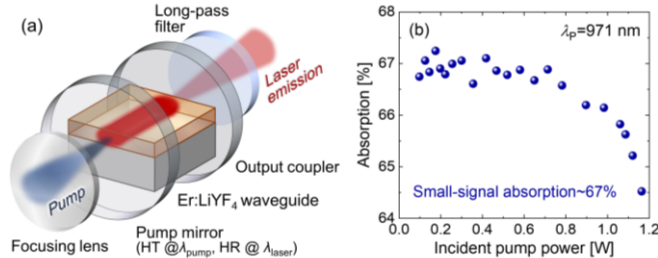 (a)
Long-pass
filter
Laser
emission
Pump
Output coupler
Er:LiYF₄ waveguide
Focusing lens
Pump mirror
(HT @λpump, HR @ λlaser)
(b)
λP=971 nm
Absorption [%]
68
67
66
65
64
Small-signal absorption~67%
0.0 0.2 0.4 0.6 0.8 1.0 1.2
Incident pump power [W]